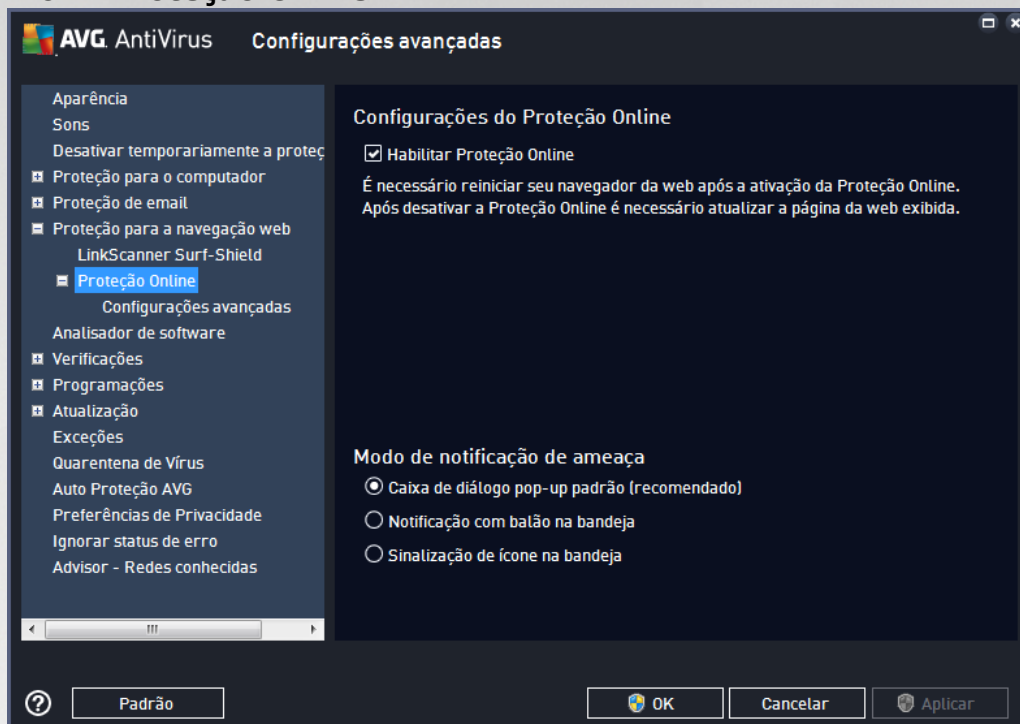 AVG. AntiVirus Configurações avançadas
Aparência
Sons
Desativar temporariamente a proteç
Proteção para o computador
Proteção de email
Proteção para a navegação web
LinkScanner Surf-Shield
Proteção Online
Configurações avançadas
Analisador de software
Verificações
Programações
Atualização
Exceções
Quarentena de Vírus
Auto Proteção AVG
Preferências de Privacidade
Ignorar status de erro
Advisor - Redes conhecidas
Configurações do Proteção Online
Habilitar Proteção Online
É necessário reiniciar seu navegador da web após a ativação da Proteção Online.
Após desativar a Proteção Online é necessário atualizar a página da web exibida.
Modo de notificação de ameaça
Caixa de diálogo pop-up padrão (recomendado)
Notificação com balão na bandeja
Sinalização de ícone na bandeja
Padrão
OK
Cancelar
Aplicar